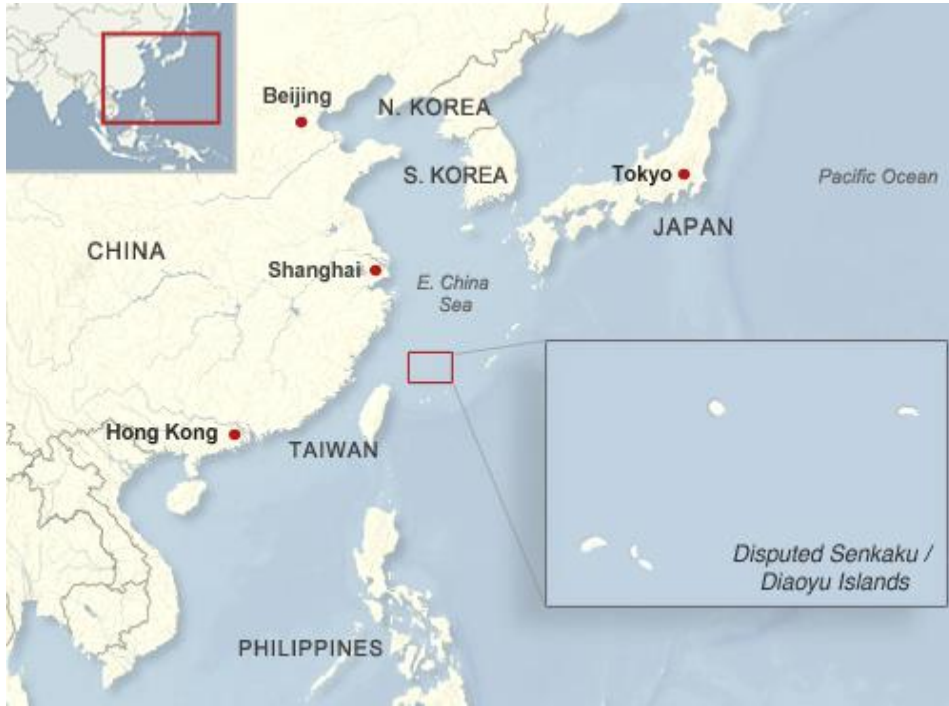 Beijing
N. KOREA
S. KOREA
Tokyo
Pacific Ocean
JAPAN
CHINA
Shanghai
E. China
Sea
Hong Kong
TAIWAN
Disputed Senkaku /
Diaoyu Islands
PHILIPPINES